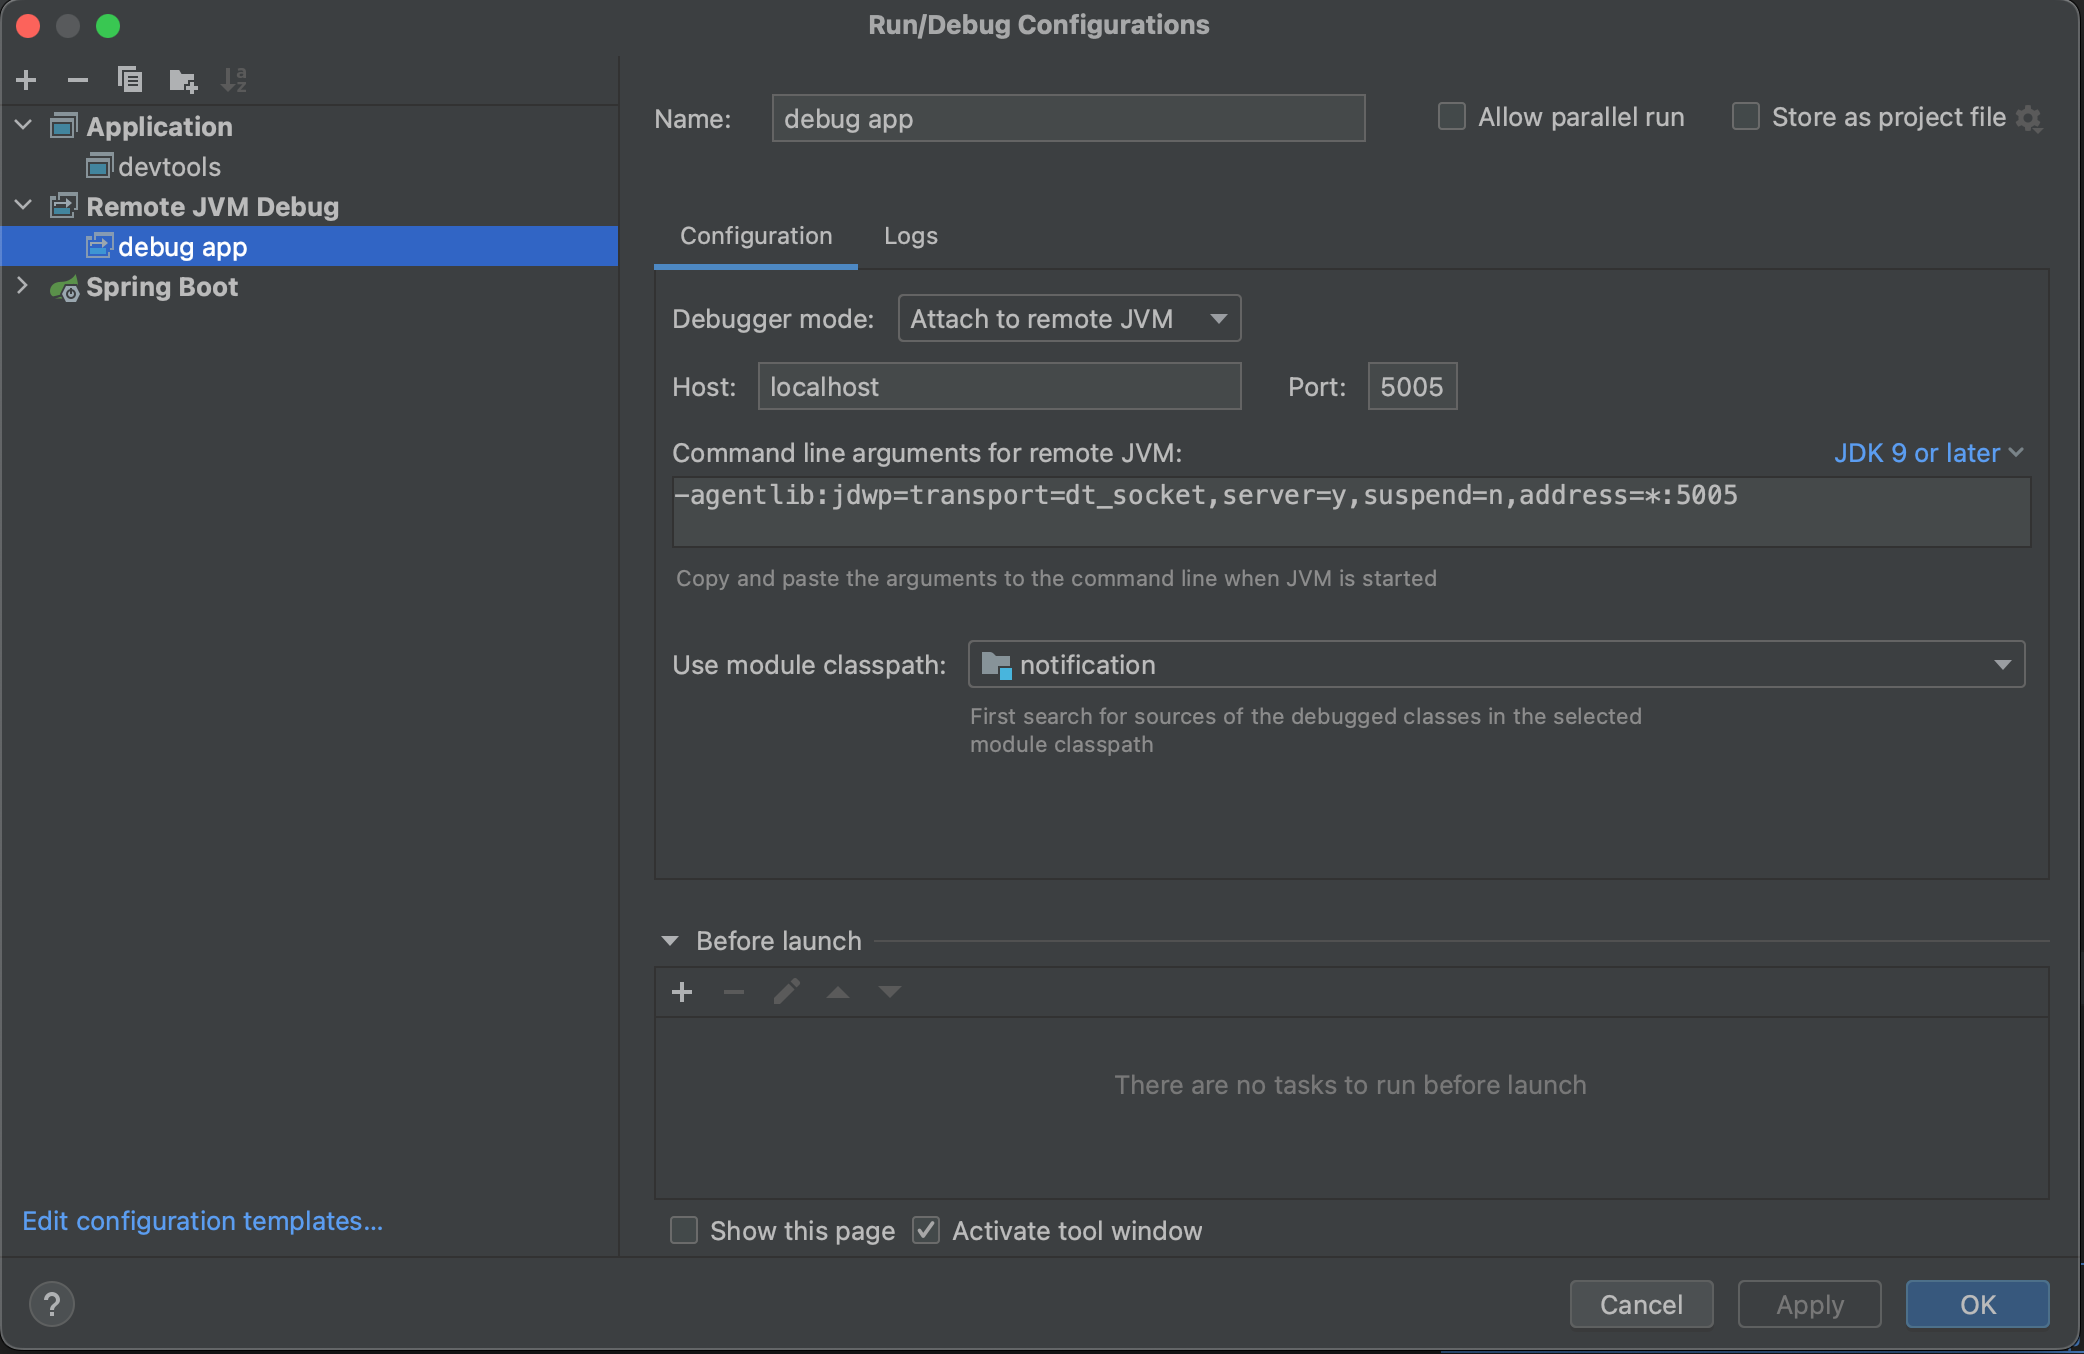 Run/Debug Configurations
Application
devtools
Remote JVM Debug
debug app
Spring Boot
Edit configuration templates...
Name: debug app
Allow parallel run
Store as project file
Configuration
Logs
Debugger mode: Attach to remote JVM
Host: localhost
Port: 5005
Command line arguments for remote JVM:
JDK 9 or later
-agentlib:jdwp=transport=dt_socket,server=y,suspend=n,address=*:5005
Copy and paste the arguments to the command line when JVM is started
Use module classpath: notification
First search for sources of the debugged classes in the selected
module classpath
Before launch
There are no tasks to run before launch
Show this page
Activate tool window
?
Cancel
Apply
OK